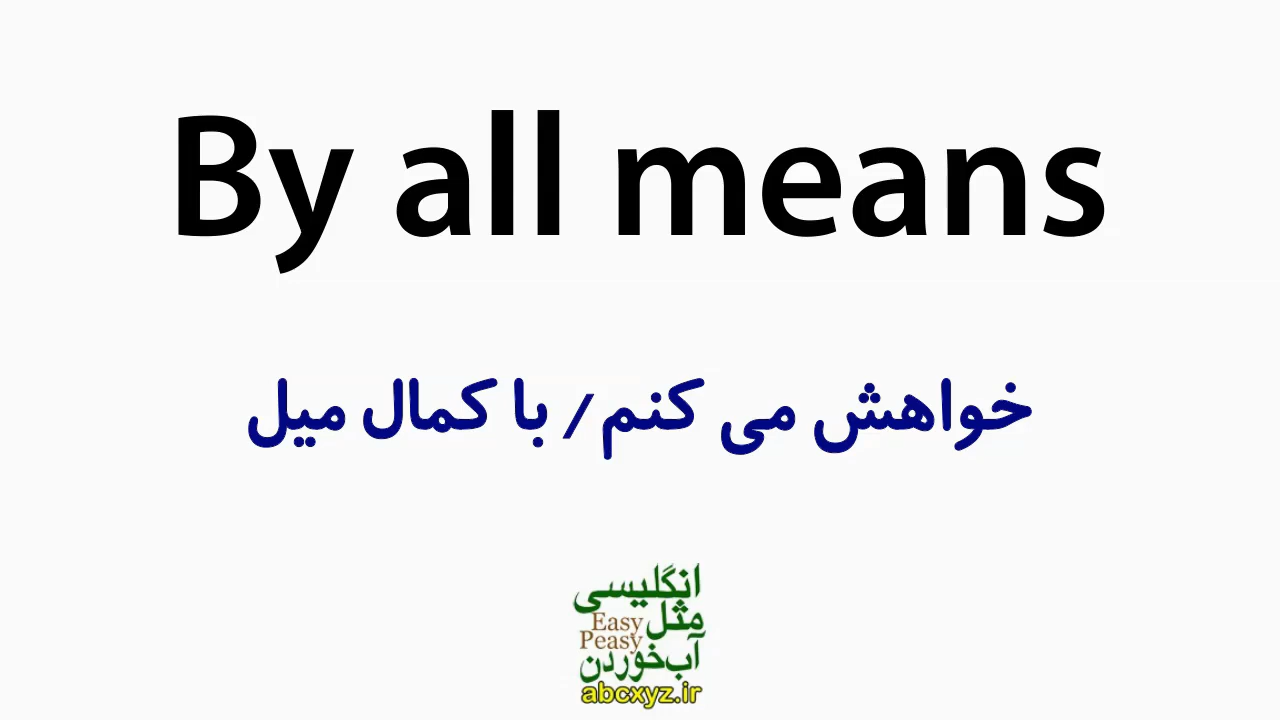 By all means
خواهش می کنم/ با کمال میل
انگلیسی
مثل Easy
Peasy
آب‌خوردن
abcxyz.ir